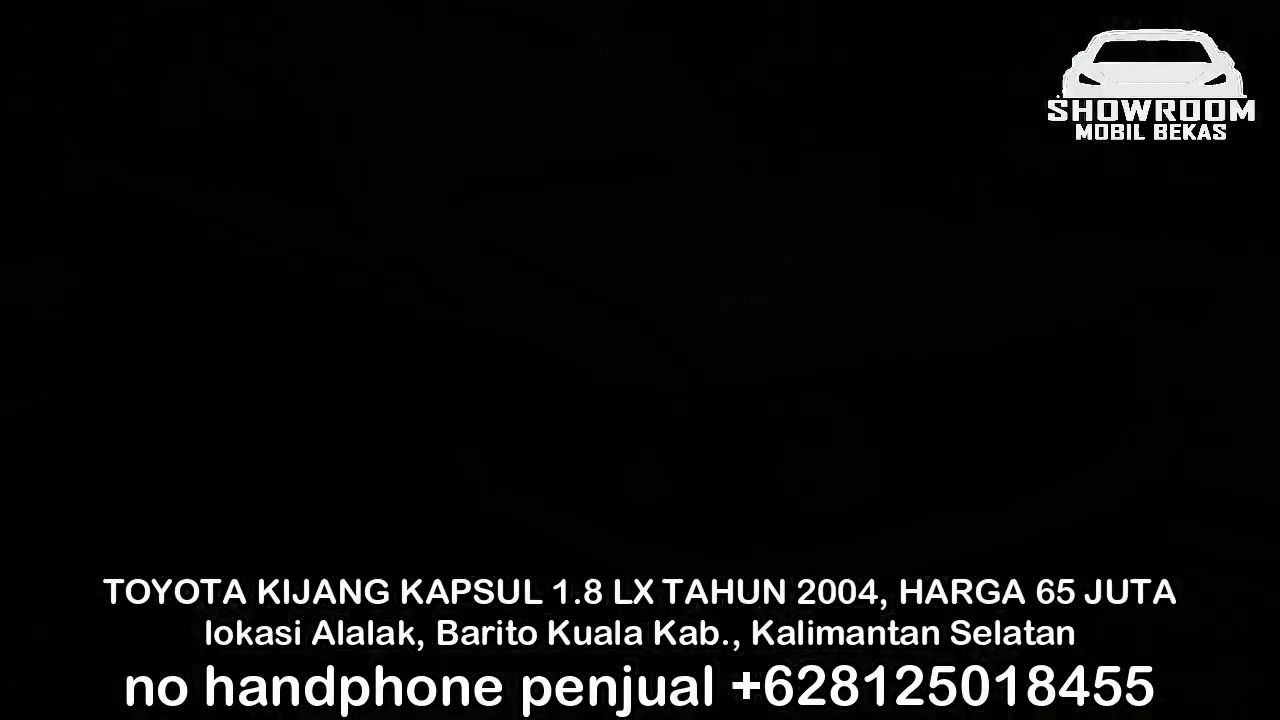 SHOWROOM
MOBIL BEKAS
TOYOTA KIJANG KAPSUL 1.8 LX TAHUN 2004, HARGA 65 JUTA
lokasi Alalak, Barito Kuala Kab., Kalimantan Selatan
no handphone penjual +628125018455